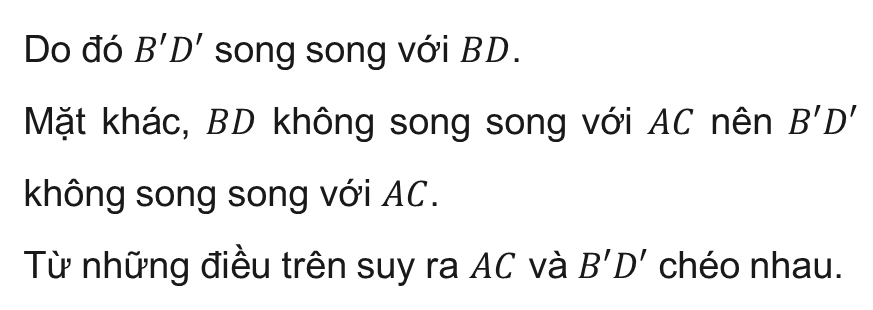 Do đó B′D′ song song với BD.
Mặt khác, BD không song song với AC nên B′D′
không song song với AC.
Từ những điều trên suy ra AC và B′D′ chéo nhau.